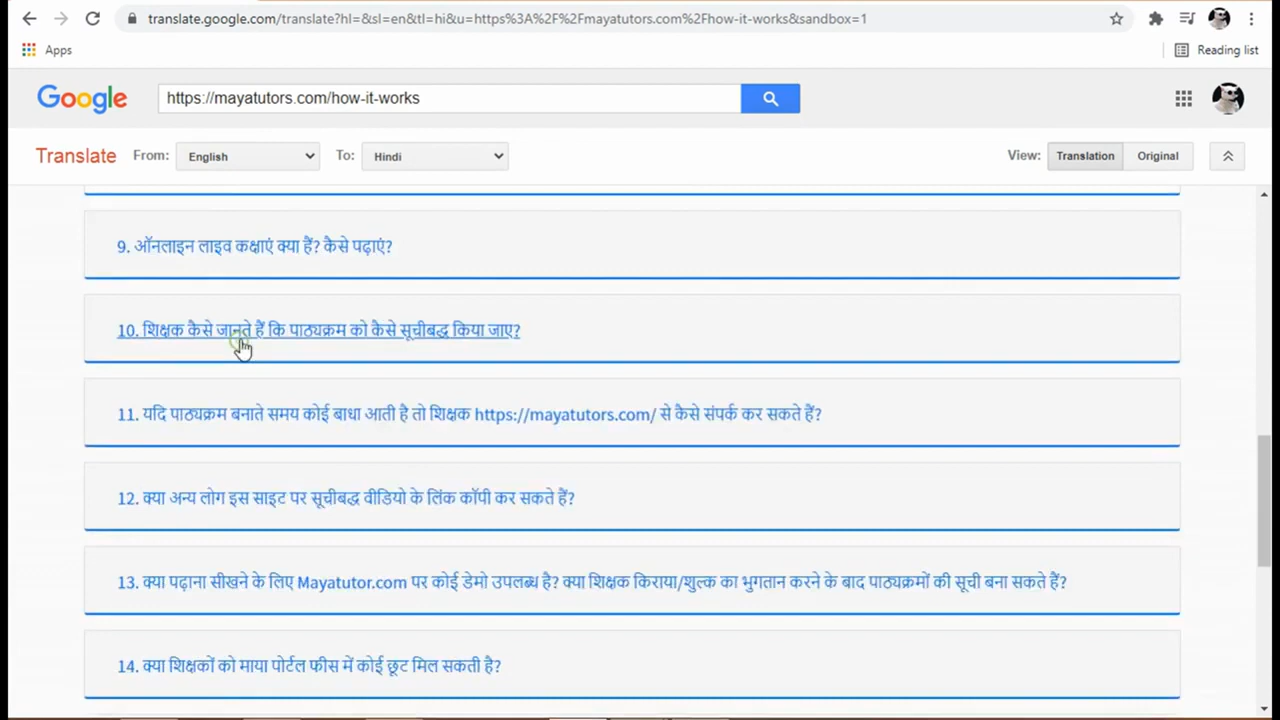 translate.google.com/translate?hl=&sl=en&tl=hi&u=https%3A%2F%2Fmayatutors.com%2Fhow-it-works&sandbox=1
Apps
Reading list
Google
https://mayatutors.com/how-it-works
Translate From: English To: Hindi View: Translation Original
9. ऑनलाइन लाइव कक्षाएं क्या हैं? कैसे पढ़ाएं?
10. शिक्षक कैसे जानते हैं कि पाठ्यक्रम को कैसे सूचीबद्ध किया जाए?
11. यदि पाठ्यक्रम बनाते समय कोई बाधा आती है तो शिक्षक https://mayatutors.com/ से कैसे संपर्क कर सकते हैं?
12. क्या अन्य लोग इस साइट पर सूचीबद्ध वीडियो के लिंक कॉपी कर सकते हैं?
13. क्या पढ़ाना सीखने के लिए Mayatutor.com पर कोई डेमो उपलब्ध है? क्या शिक्षक किराया/शुल्क का भुगतान करने के बाद पाठ्यक्रमों की सूची बना सकते हैं?
14. क्या शिक्षकों को माया पोर्टल फीस में कोई छूट मिल सकती है?